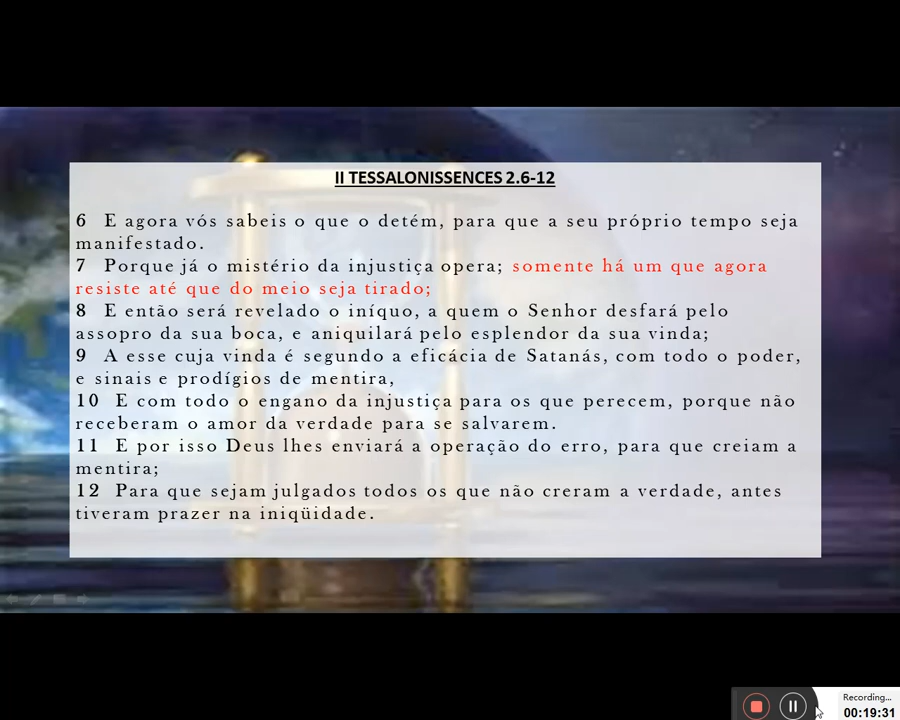 II TESSALONISSENCES 2.6-12
6 E agora vós sabeis o que o detém, para que a seu próprio tempo seja
manifestado.
7 Porque já o mistério da injustiça opera; somente há um que agora
resiste até que do meio seja tirado;
8 E então será revelado o iníquo, a quem o Senhor desfará pelo
assopro da sua boca, e aniquilará pelo esplendor da sua vinda;
9 A esse cuja vinda é segundo a eficácia de Satanás, com todo o poder,
e sinais e prodígios de mentira,
10 E com todo o engano da injustiça para os que perecem, porque não
receberam o amor da verdade para se salvarem.
11 E por isso Deus lhes enviará a operação do erro, para que creiam a
mentira;
12 Para que sejam julgados todos os que não creram a verdade, antes
tiveram prazer na iniqüidade.
Recording...
00:19:31